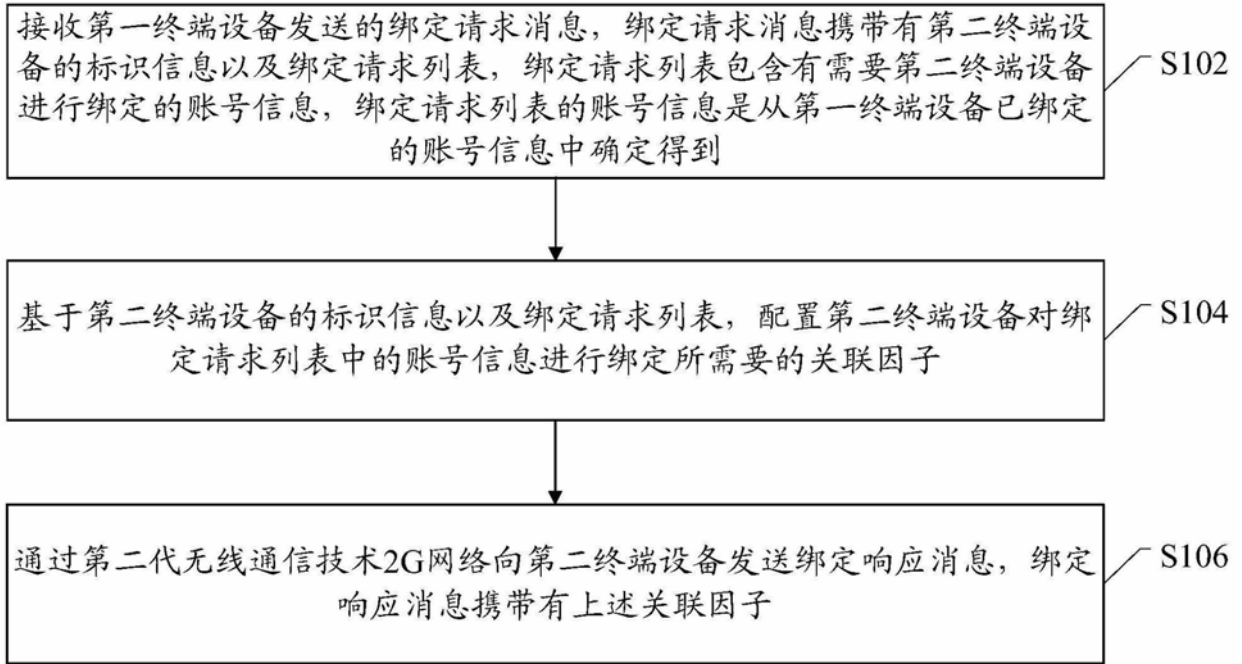 接收第一终端设备发送的绑定请求消息，绑定请求消息携带有第二终端设
备的标识信息以及绑定请求列表，绑定请求列表包含有需要第二终端设备
进行绑定的账号信息，绑定请求列表的账号信息是从第一终端设备已绑定
的账号信息中确定得到
S102
基于第二终端设备的标识信息以及绑定请求列表，配置第二终端设备对绑
定请求列表中的账号信息进行绑定所需要的关联因子
S104
通过第二代无线通信技术2G网络向第二终端设备发送绑定响应消息，绑定
响应消息携带有上述关联因子
S106